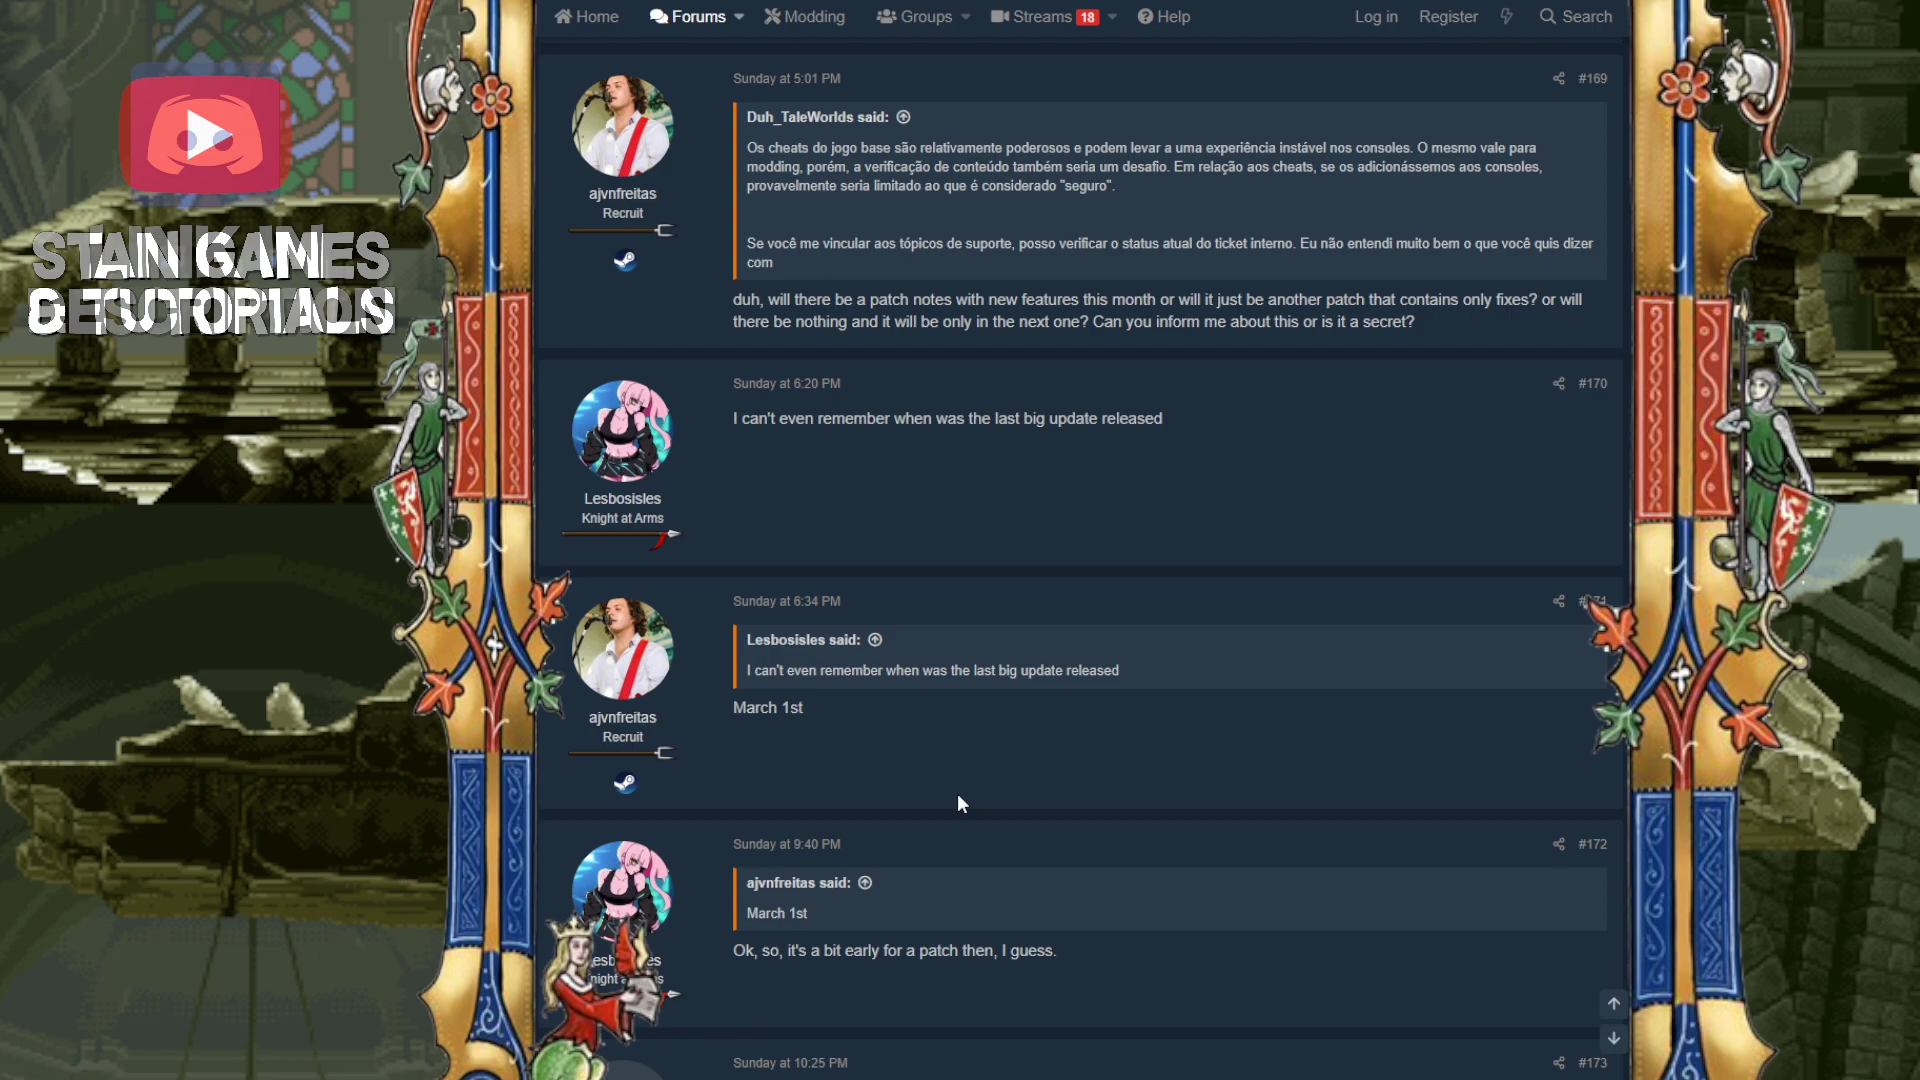 Home Forums Modding Groups Streams 18 Help Log in Register Search
STAIN GAMES
Sunday at 5:01 PM #169
Duh_TaleWorlds said:
Os cheats do jogo base são relativamente poderosos e podem levar a uma experiência instável nos consoles. O mesmo vale para
modding, porém, a verificação de conteúdo também seria um desafio. Em relação aos cheats, se os adicionássemos aos consoles,
provavelmente seria limitado ao que é considerado "seguro".
Se você me vincular aos tópicos de suporte, posso verificar o status atual do ticket interno. Eu não entendi muito bem o que você quis dizer
com
ajvnfreitas
Recruit
duh, will there be a patch notes with new features this month or will it just be another patch that contains only fixes? or will
there be nothing and it will be only in the next one? Can you inform me about this or is it a secret?
Sunday at 6:20 PM #170
I can't even remember when was the last big update released
Lesbosisles
Knight at Arms
Sunday at 6:34 PM
Lesbosisles said:
I can't even remember when was the last big update released
March 1st
ajvnfreitas
Recruit
Sunday at 9:40 PM #172
ajvnfreitas said:
March 1st
Ok, so, it's a bit early for a patch then, I guess.
Sunday at 10:25 PM #173